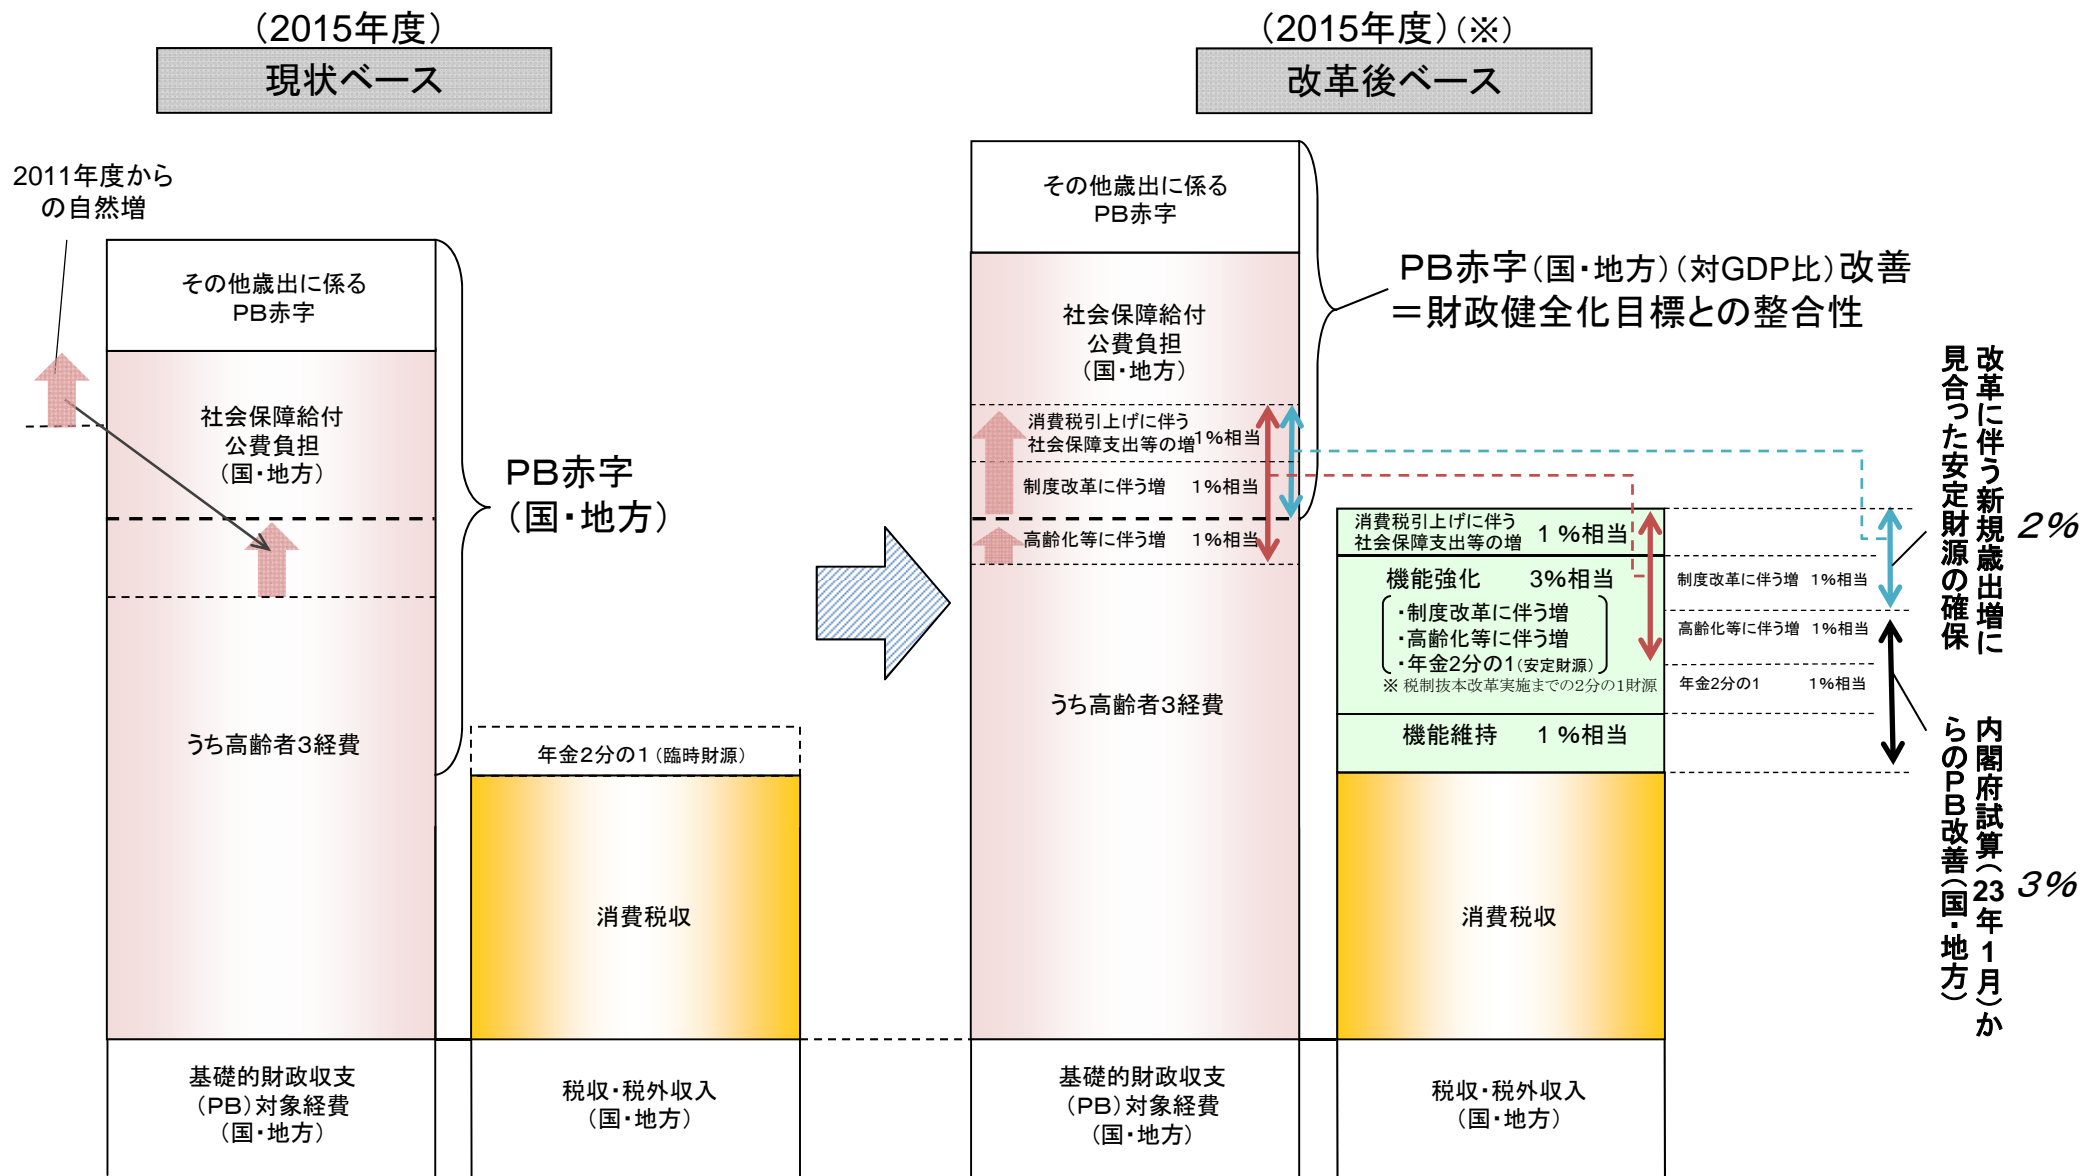 （2015年度）
現状ベース
2011年度から
の自然増
その他歳出に係る
PB赤字
社会保障給付
公費負担
（国・地方）
うち高齢者3経費
PB赤字
（国・地方）
年金2分の1（臨時財源）
消費税収
基礎的財政収支
（PB）対象経費
（国・地方）
税収・税外収入
（国・地方）
（2015年度）（※）
改革後ベース
その他歳出に係る
PB赤字
社会保障給付
公費負担
（国・地方）
消費税引上げに伴う
社会保障支出等の増 1%相当
制度改革に伴う増 1%相当
高齢化等に伴う増 1%相当
うち高齢者3経費
PB赤字（国・地方）（対GDP比）改善
＝財政健全化目標との整合性
消費税引上げに伴う
社会保障支出等の増 1%相当
機能強化 3%相当
・制度改革に伴う増
・高齢化等に伴う増
・年金2分の1（安定財源）
※ 税制抜本改革実施までの2分の1財源
機能維持 1%相当
消費税収
制度改革に伴う増 1%相当
高齢化等に伴う増 1%相当
年金2分の1 1%相当
改革に伴う新規歳出増に
見合った安定財源の確保
2%
内閣府試算（23年1月）か
らのPB改善（国・地方）
3%
基礎的財政収支
（PB）対象経費
（国・地方）
税収・税外収入
（国・地方）